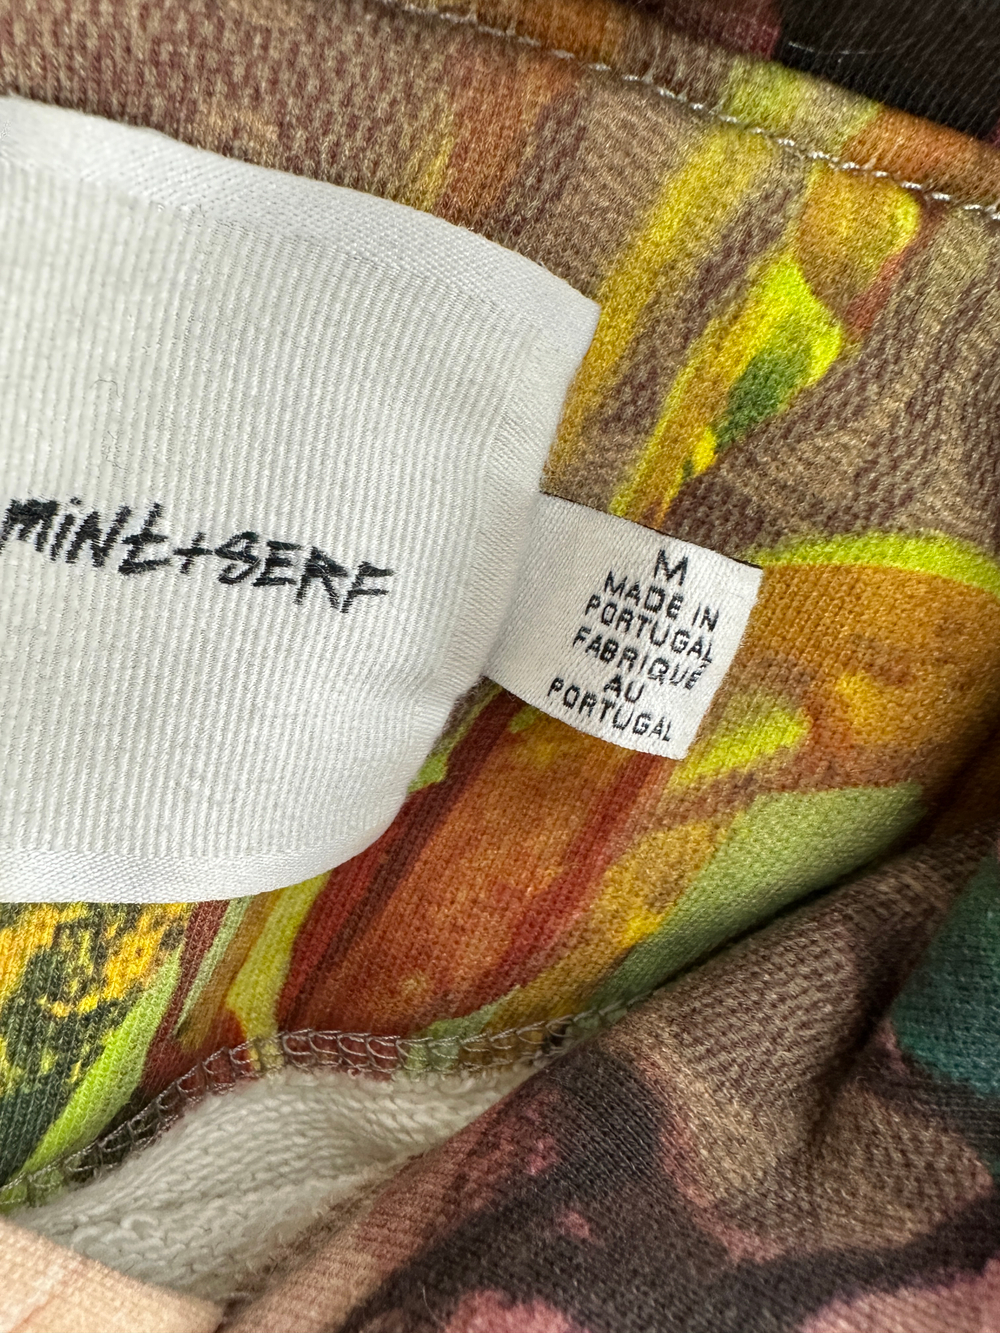 MiNt+SERF
M
MADE IN
PORTUGAL
FABRIQUÉ
AU
PORTUGAL